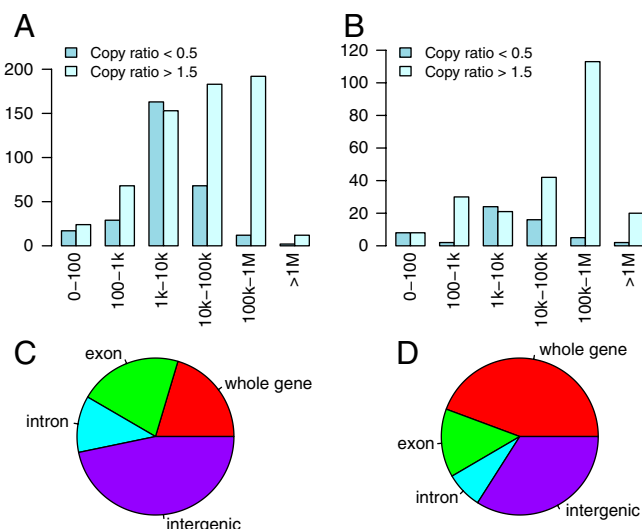 A
Copy ratio < 0.5
Copy ratio > 1.5
200
150
100
50
0
0−100
100−1k
1k−10k
10k−100k
100k−1M
>1M
B
Copy ratio < 0.5
Copy ratio > 1.5
120
100
80
60
40
20
0
0−100
100−1k
1k−10k
10k−100k
100k−1M
>1M
C
exon
whole gene
intron
intergenic
D
whole gene
exon
intron
intergenic